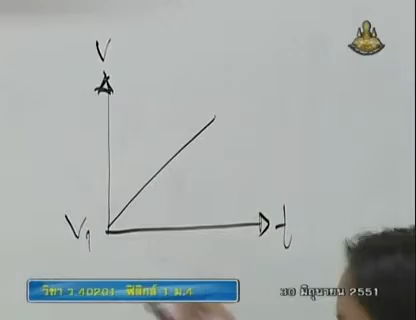 v
v₁
t
วิชา ว 40201 ฟิสิกส์ 1 ม.4
30 มิถุนายน 2551